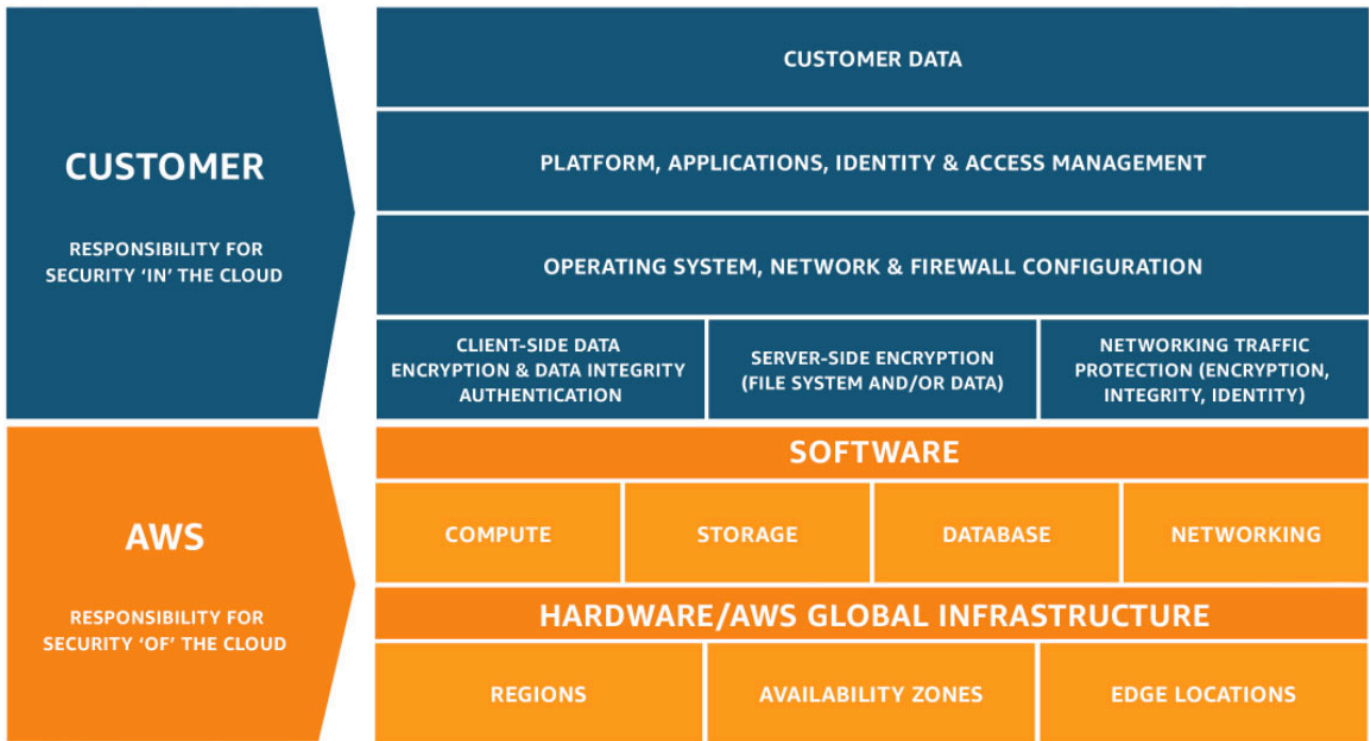 CUSTOMER
RESPONSIBILITY FOR
SECURITY ‘IN’ THE CLOUD
CUSTOMER DATA
PLATFORM, APPLICATIONS, IDENTITY & ACCESS MANAGEMENT
OPERATING SYSTEM, NETWORK & FIREWALL CONFIGURATION
CLIENT-SIDE DATA
ENCRYPTION & DATA INTEGRITY
AUTHENTICATION
SERVER-SIDE ENCRYPTION
(FILE SYSTEM AND/OR DATA)
NETWORKING TRAFFIC
PROTECTION (ENCRYPTION,
INTEGRITY, IDENTITY)
AWS
RESPONSIBILITY FOR
SECURITY ‘OF’ THE CLOUD
SOFTWARE
COMPUTE
STORAGE
DATABASE
NETWORKING
HARDWARE/AWS GLOBAL INFRASTRUCTURE
REGIONS
AVAILABILITY ZONES
EDGE LOCATIONS